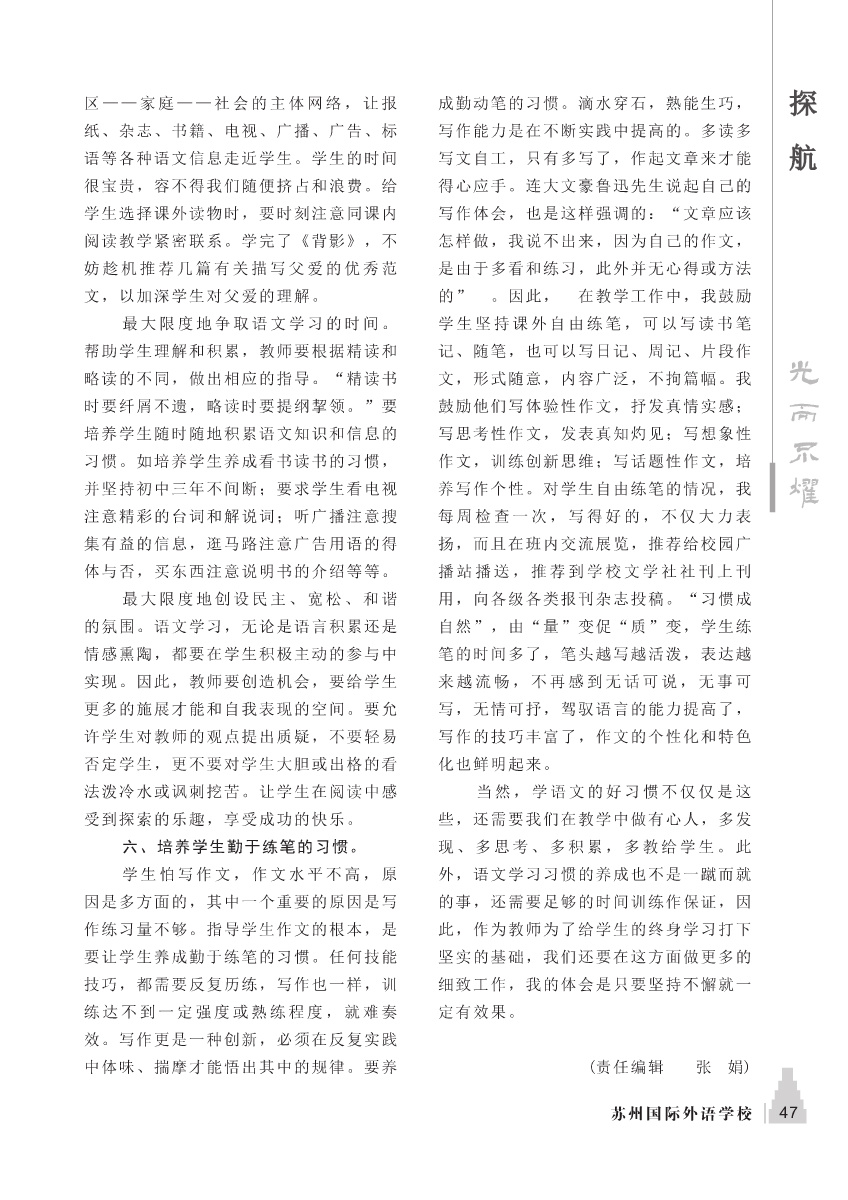 区——家庭——社会的主体网络，让报
纸、杂志、书籍、电视、广播、广告、标
语等各种语文信息走近学生。学生的时间
很宝贵，容不得我们随便挤占和浪费。给
学生选择课外读物时，要时刻注意同课内
阅读教学紧密联系。学完了《背影》，不
妨趁机推荐几篇有关描写父爱的优秀范
文，以加深学生对父爱的理解。
最大限度地争取语文学习的时间。
帮助学生理解和积累，教师要根据精读和
略读的不同，做出相应的指导。“精读书
时要纤屑不遗，略读时要提纲挈领。”要
培养学生随时随地积累语文知识和信息的
习惯。如培养学生养成看书读书的习惯，
并坚持初中三年不间断；要求学生看电视
注意精彩的台词和解说词；听广播注意搜
集有益的信息，逛马路注意广告用语的得
体与否，买东西注意说明书的介绍等等。
最大限度地创设民主、宽松、和谐
的氛围。语文学习，无论是语言积累还是
情感熏陶，都要在学生积极主动的参与中
实现。因此，教师要创造机会，要给学生
更多的施展才能和自我表现的空间。要允
许学生对教师的观点提出质疑，不要轻易
否定学生，更不要对学生大胆或出格的看
法泼冷水或讽刺挖苦。让学生在阅读中感
受到探索的乐趣，享受成功的快乐。
六、培养学生勤于练笔的习惯。
学生怕写作文，作文水平不高，原
因是多方面的，其中一个重要的原因是写
作练习量不够。指导学生作文的根本，是
要让学生养成勤于练笔的习惯。任何技能
技巧，都需要反复历练，写作也一样，训
练达不到一定强度或熟练程度，就难奏
效。写作更是一种创新，必须在反复实践
中体味、揣摩才能悟出其中的规律。要养
成勤动笔的习惯。滴水穿石，熟能生巧，
写作能力是在不断实践中提高的。多读多
写文自工，只有多写了，作起文章来才能
得心应手。连大文豪鲁迅先生说起自己的
写作体会，也是这样强调的：“文章应该
怎样做，我说不出来，因为自己的作文，
是由于多看和练习，此外并无心得或方法
的” 。因此， 在教学工作中，我鼓励
学生坚持课外自由练笔，可以写读书笔
记、随笔，也可以写日记、周记、片段作
文，形式随意，内容广泛，不拘篇幅。我
鼓励他们写体验性作文，抒发真情实感；
写思考性作文，发表真知灼见；写想象性
作文，训练创新思维；写话题性作文，培
养写作个性。对学生自由练笔的情况，我
每周检查一次，写得好的，不仅大力表
扬，而且在班内交流展览，推荐给校园广
播站播送，推荐到学校文学社社刊上刊
用，向各级各类报刊杂志投稿。“习惯成
自然”，由“量”变促“质”变，学生练
笔的时间多了，笔头越写越活泼，表达越
来越流畅，不再感到无话可说，无事可
写，无情可抒，驾驭语言的能力提高了，
写作的技巧丰富了，作文的个性化和特色
化也鲜明起来。
当然，学语文的好习惯不仅仅是这
些，还需要我们在教学中做有心人，多发
现、多思考、多积累，多教给学生。此
外，语文学习习惯的养成也不是一蹴而就
的事，还需要足够的时间训练作保证，因
此，作为教师为了给学生的终身学习打下
坚实的基础，我们还要在这方面做更多的
细致工作，我的体会是只要坚持不懈就一
定有效果。
(责任编辑 张 娟)
探航
光而不耀
苏州国际外语学校 47